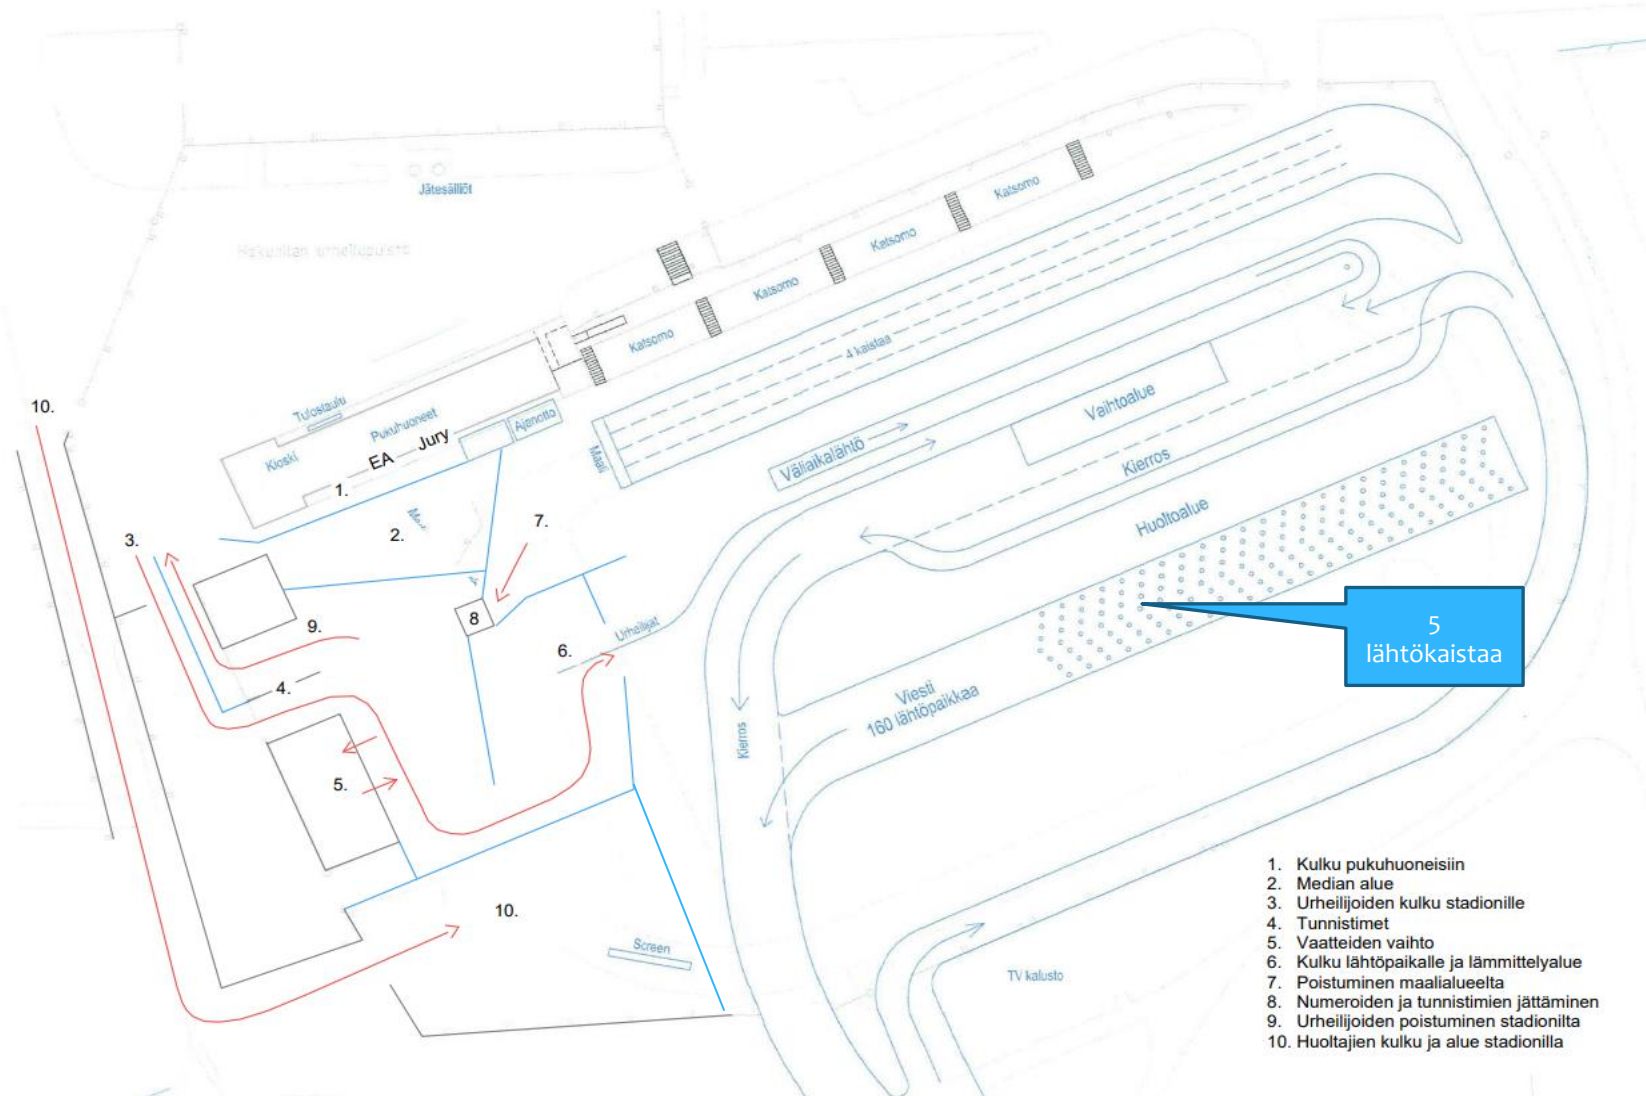 Jätesäiliöt
Hakunilan urheilupuisto
Katsomo
Katsomo
Katsomo
Katsomo
4 kaistaa
10.
Tulostaulu
Pukuhuoneet
Ajanotto
Kioski
EA
Jury
Maali
Väliaikalähtö
Vaihtoalue
Kierros
Huoltoalue
1.
2.
7.
3.
8
9.
6.
Urheilijat
4.
5
lähtökaistaa
Viesti
160 lähtöpaikkaa
Kierros
5.
10.
Screen
TV kalusto
1. Kulku pukuhuoneisiin
2. Median alue
3. Urheilijoiden kulku stadionille
4. Tunnistimet
5. Vaatteiden vaihto
6. Kulku lähtöpaikalle ja lämmittelyalue
7. Poistuminen maalialueelta
8. Numeroiden ja tunnistimien jättäminen
9. Urheilijoiden poistuminen stadionilta
10. Huoltajien kulku ja alue stadionilla